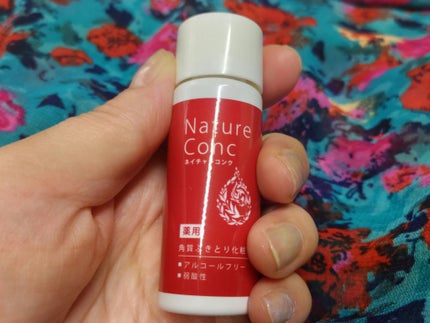 Nature
Conc
ネイチャーコンク
薬用
角質ふきとり化粧
■アルコールフリー
■弱酸性